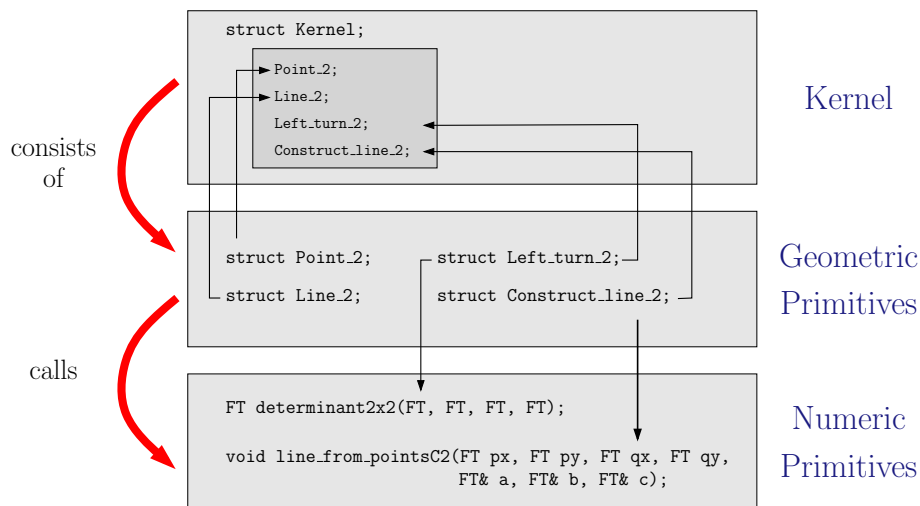 struct Kernel;
Point_2;
Line_2;
Left_turn_2;
Construct_line_2;
Kernel
consists
of
struct Point_2;
struct Left_turn_2;
struct Line_2;
struct Construct_line_2;
Geometric
Primitives
calls
FT determinant2x2(FT, FT, FT, FT);
void line_from_pointsC2(FT px, FT py, FT qx, FT qy,
FT& a, FT& b, FT& c);
Numeric
Primitives